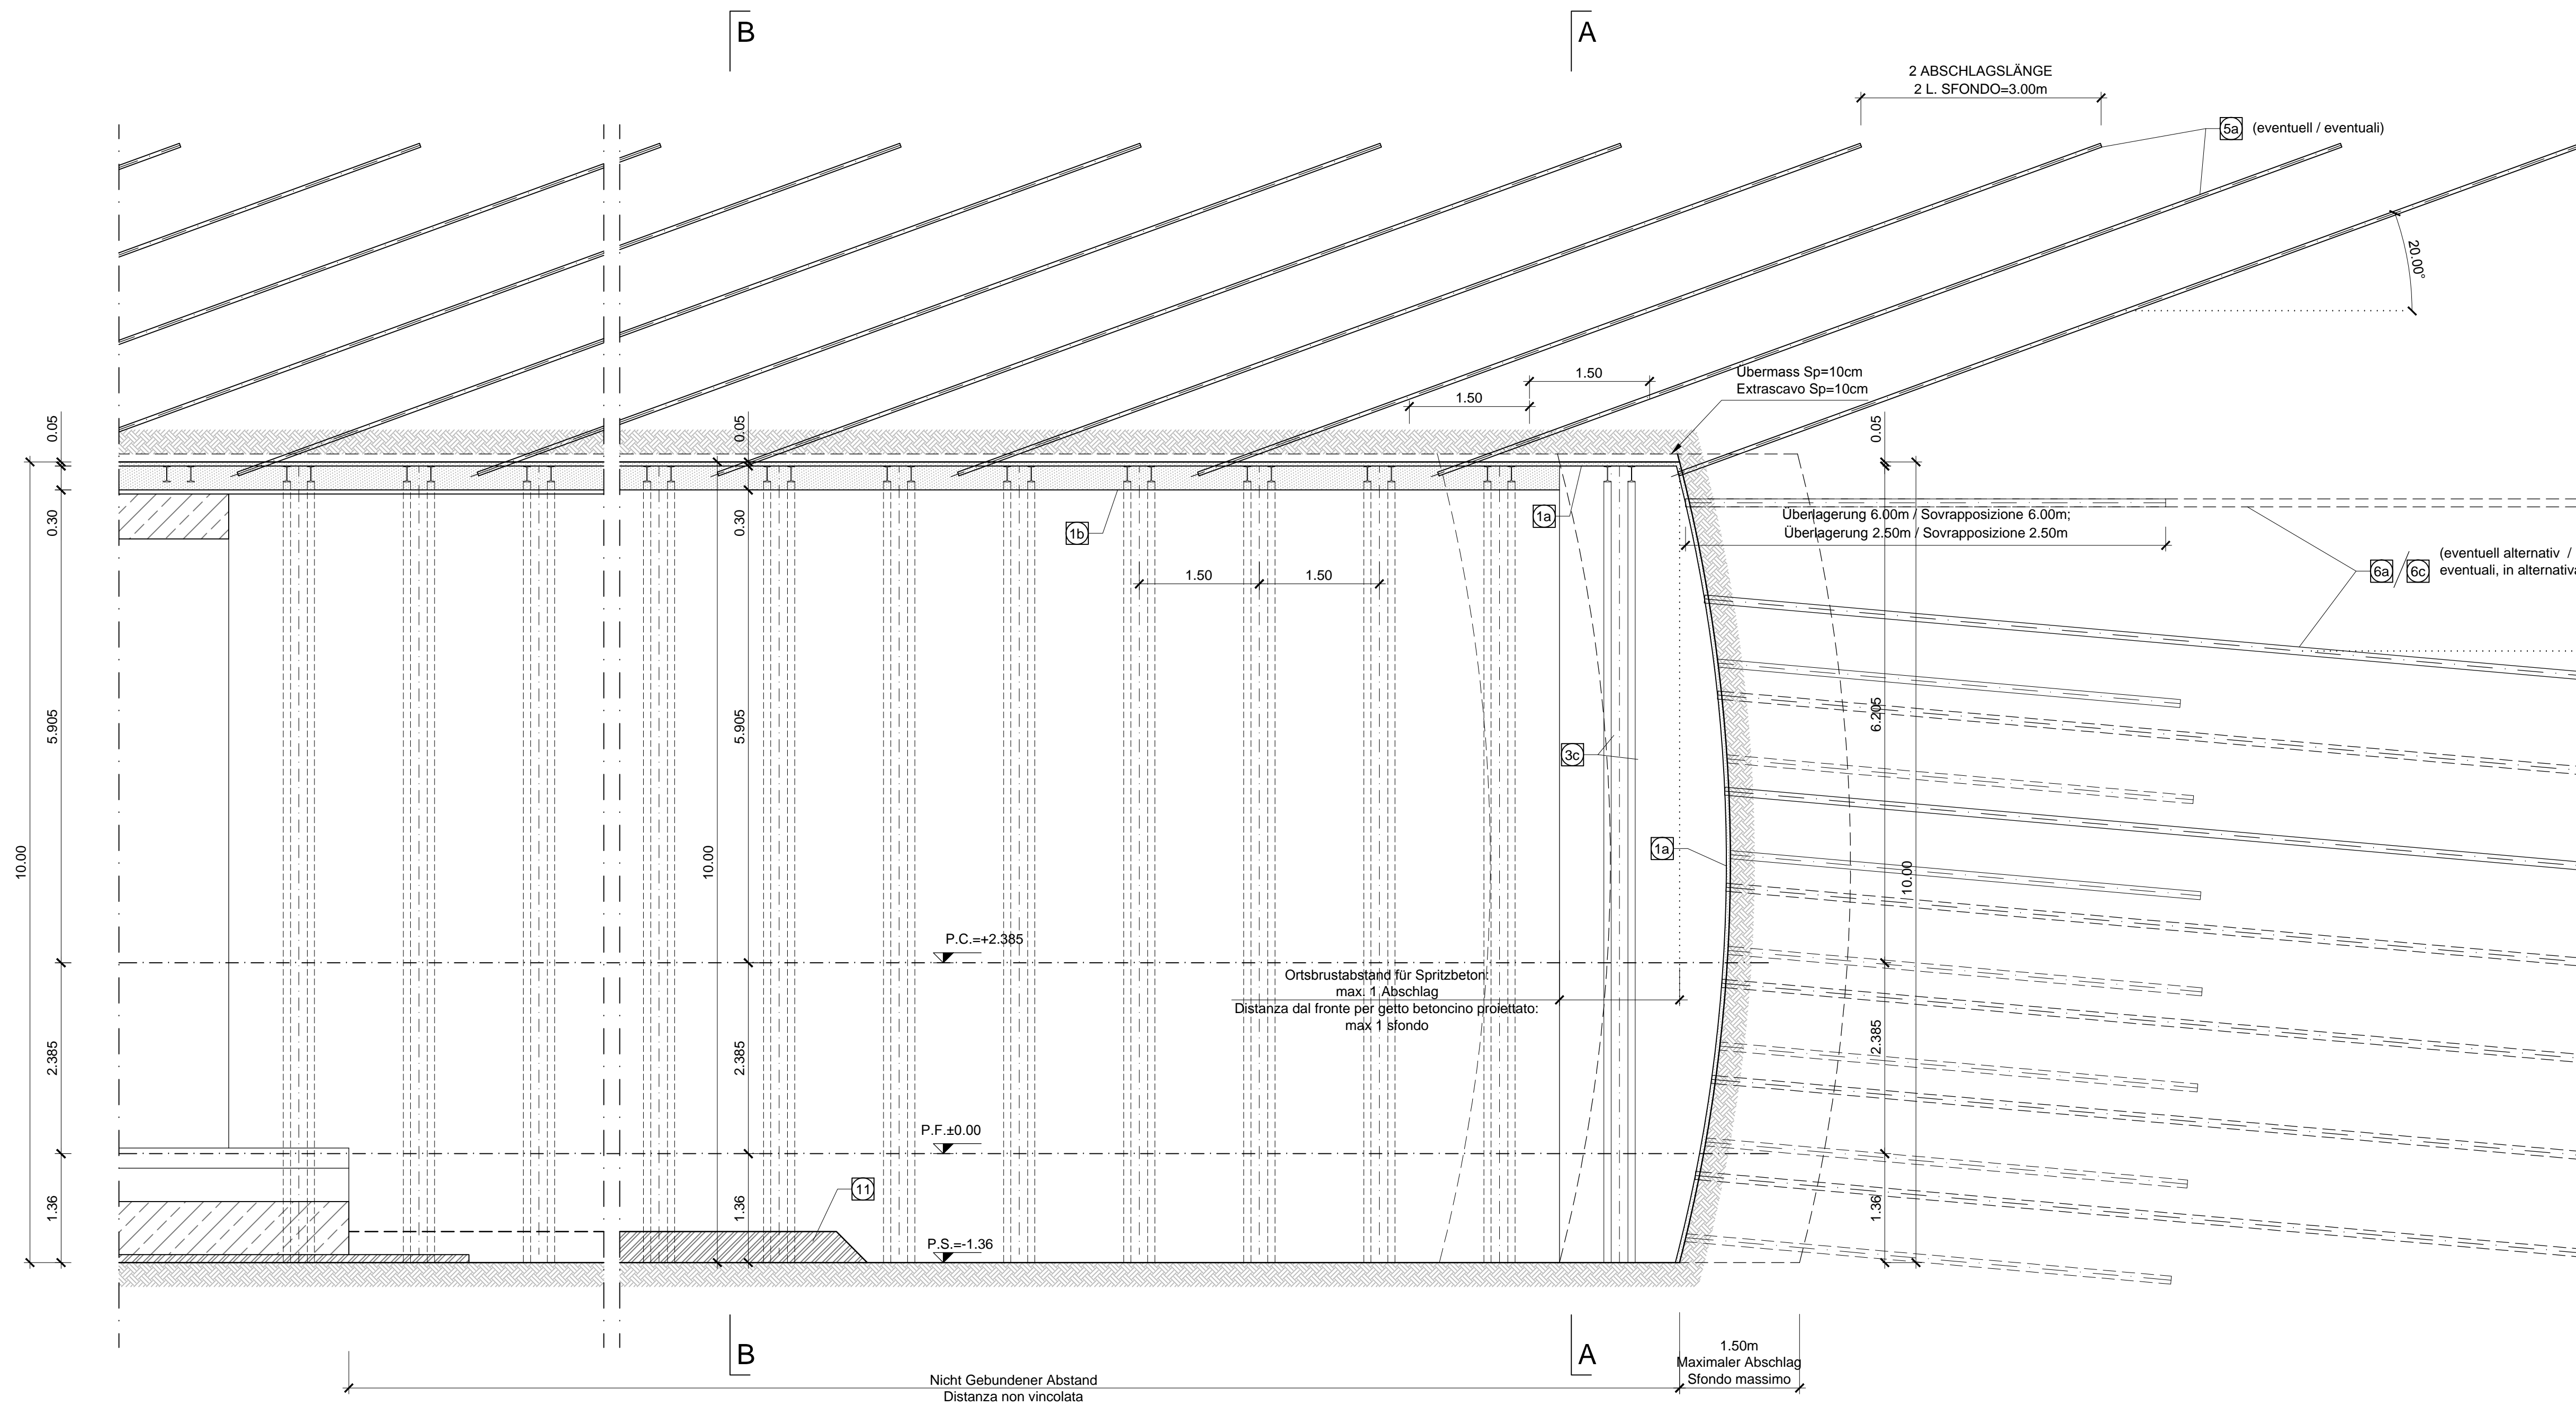 B
A
2 ABSCHLAGSLÄNGE
2 L. SFONDO=3.00m
5a (eventuell / eventuali)
20.00°
1.50
1.50
Übermass Sp=10cm
Extrascavo Sp=10cm
0.05
0.05
0.05
0.30
0.30
1b
1a
Überlagerung 6.00m / Sovrapposizione 6.00m;
Überlagerung 2.50m / Sovrapposizione 2.50m
(eventuell alternativ /
6a / 6c eventuali, in alternativ
1.50
1.50
5.905
5.905
6.205
3c
10.00
10.00
10.00
1a
P.C.=+2.385
Ortsbrustabstand für Spritzbeton:
max. 1 Abschlag
Distanza dal fronte per getto betoncino proiettato:
max 1 sfondo
2.385
2.385
2.385
P.F.±0.00
11
1.36
1.36
1.36
P.S.=-1.36
B
A
1.50m
Maximaler Abschlag
Sfondo massimo
Nicht Gebundener Abstand
Distanza non vincolata